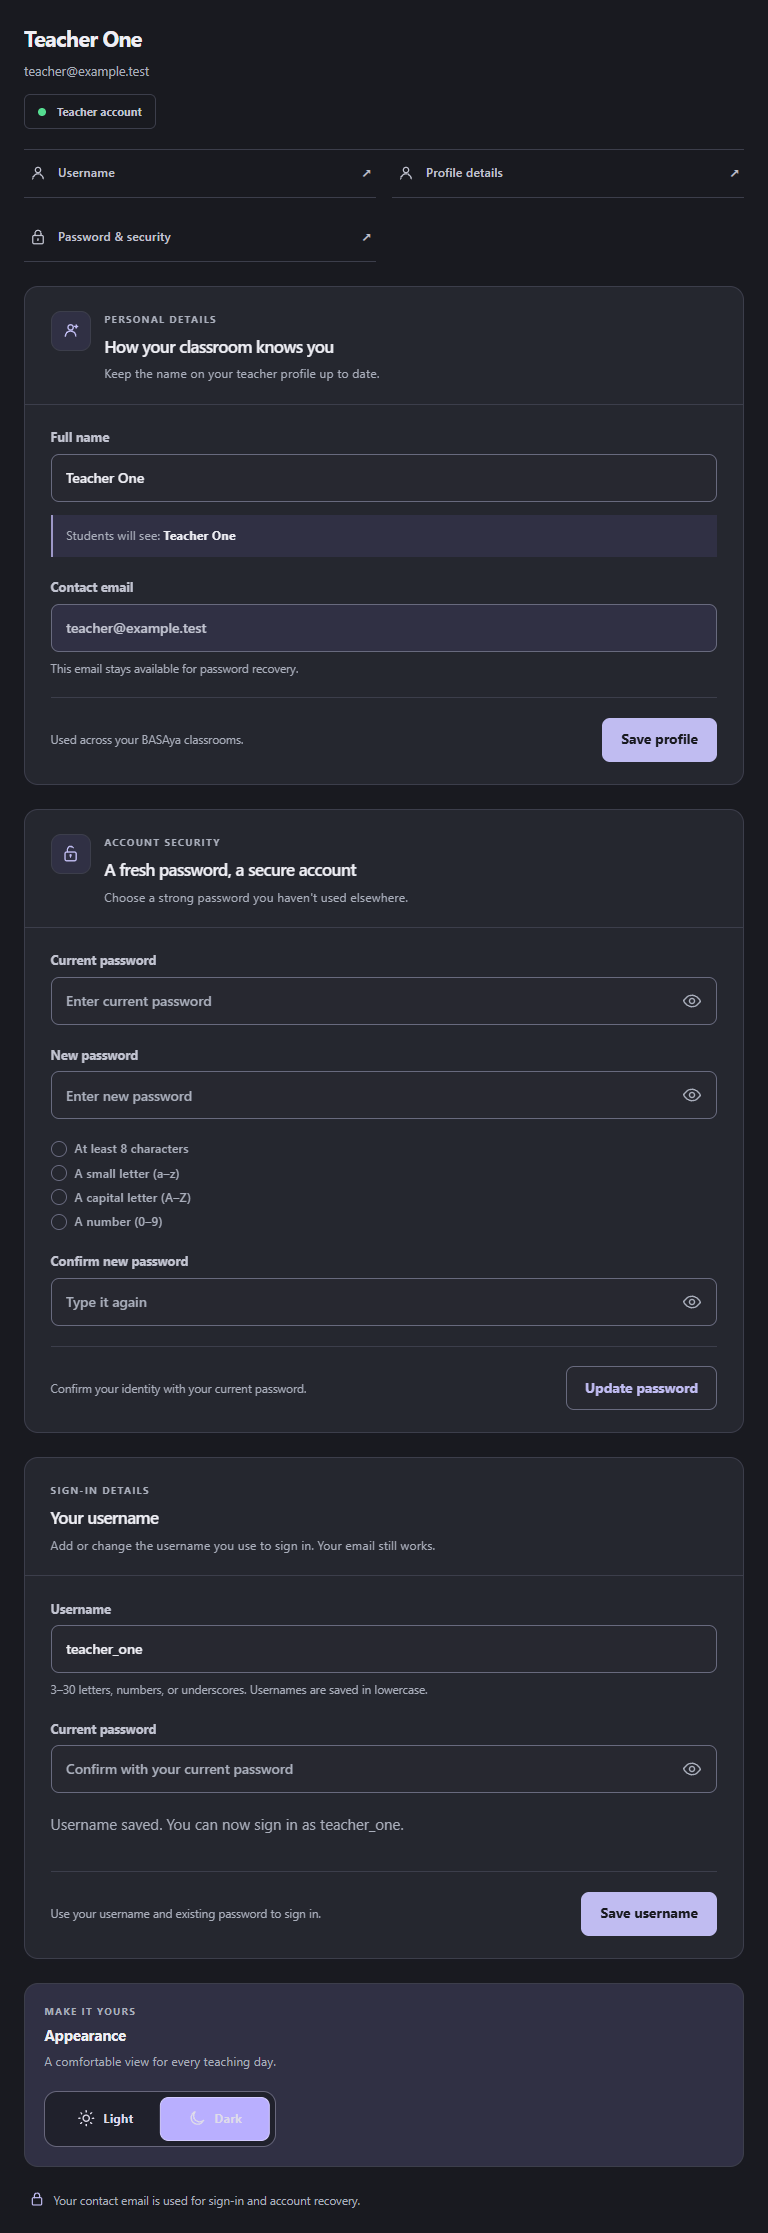 Teacher One
teacher@example.test
Teacher account
Username ↗
Profile details ↗
Password & security ↗
PERSONAL DETAILS
How your classroom knows you
Keep the name on your teacher profile up to date.
Full name
Teacher One
Students will see: Teacher One
Contact email
teacher@example.test
This email stays available for password recovery.
Used across your BASAya classrooms.
Save profile
ACCOUNT SECURITY
A fresh password, a secure account
Choose a strong password you haven't used elsewhere.
Current password
Enter current password
New password
Enter new password
At least 8 characters
A small letter (a–z)
A capital letter (A–Z)
A number (0–9)
Confirm new password
Type it again
Confirm your identity with your current password.
Update password
SIGN-IN DETAILS
Your username
Add or change the username you use to sign in. Your email still works.
Username
teacher_one
3–30 letters, numbers, or underscores. Usernames are saved in lowercase.
Current password
Confirm with your current password
Username saved. You can now sign in as teacher_one.
Use your username and existing password to sign in.
Save username
MAKE IT YOURS
Appearance
A comfortable view for every teaching day.
Light
Dark
Your contact email is used for sign-in and account recovery.